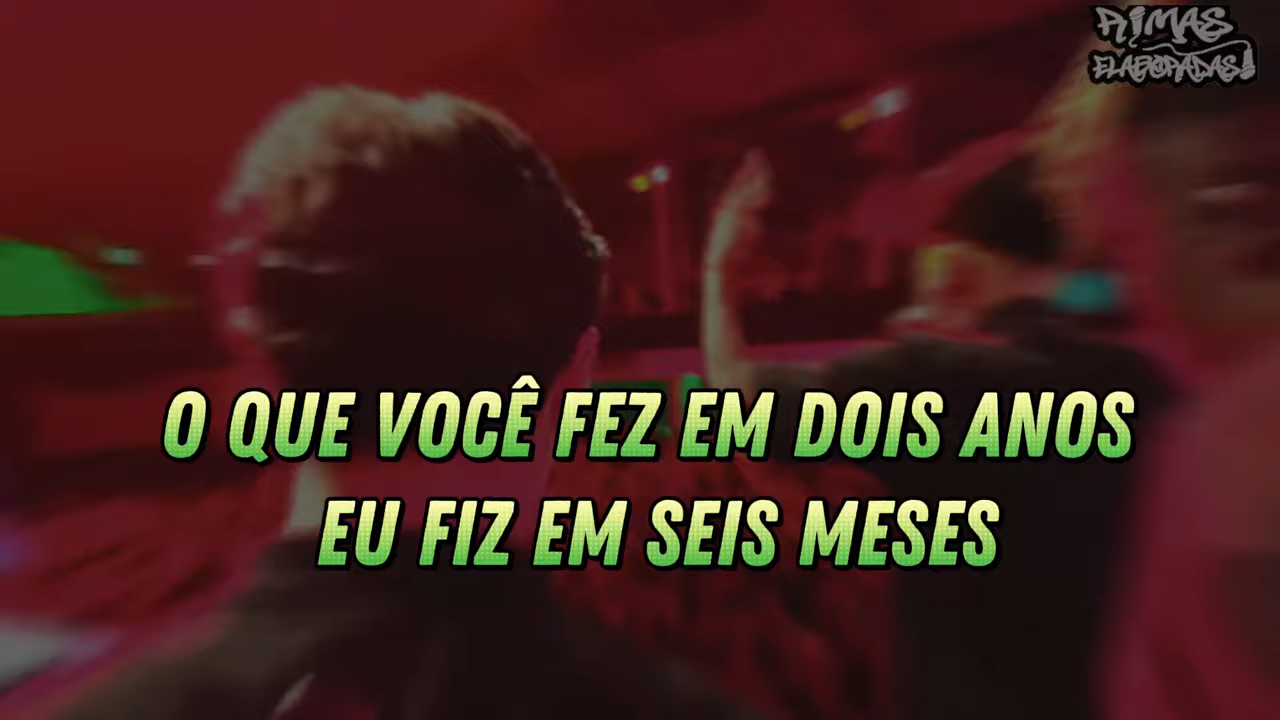 RIMAS
ELABORADAS
O QUE VOCÊ FEZ EM DOIS ANOS
EU FIZ EM SEIS MESES